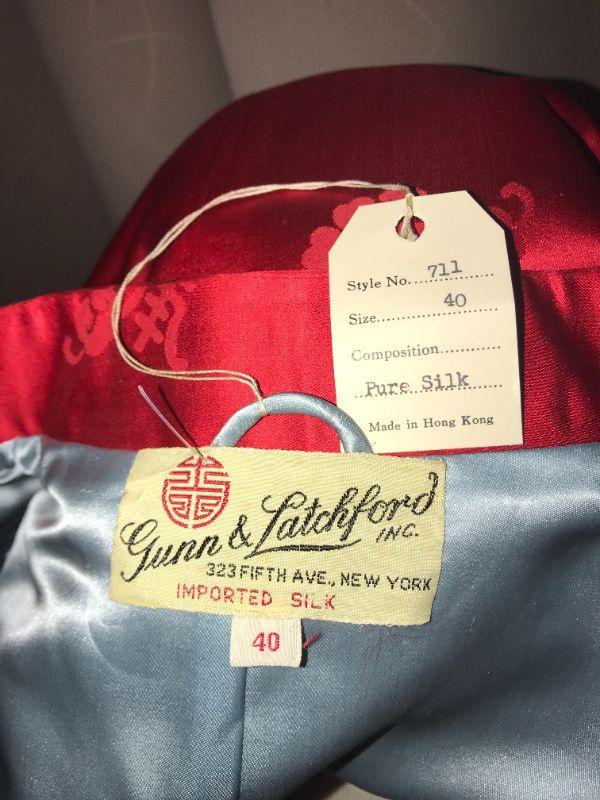 Style No. 711
Size 40
Composition
Pure Silk
Made in Hong Kong
Gunn & Latchford
INC.
323 FIFTH AVE., NEW YORK
IMPORTED SILK
40